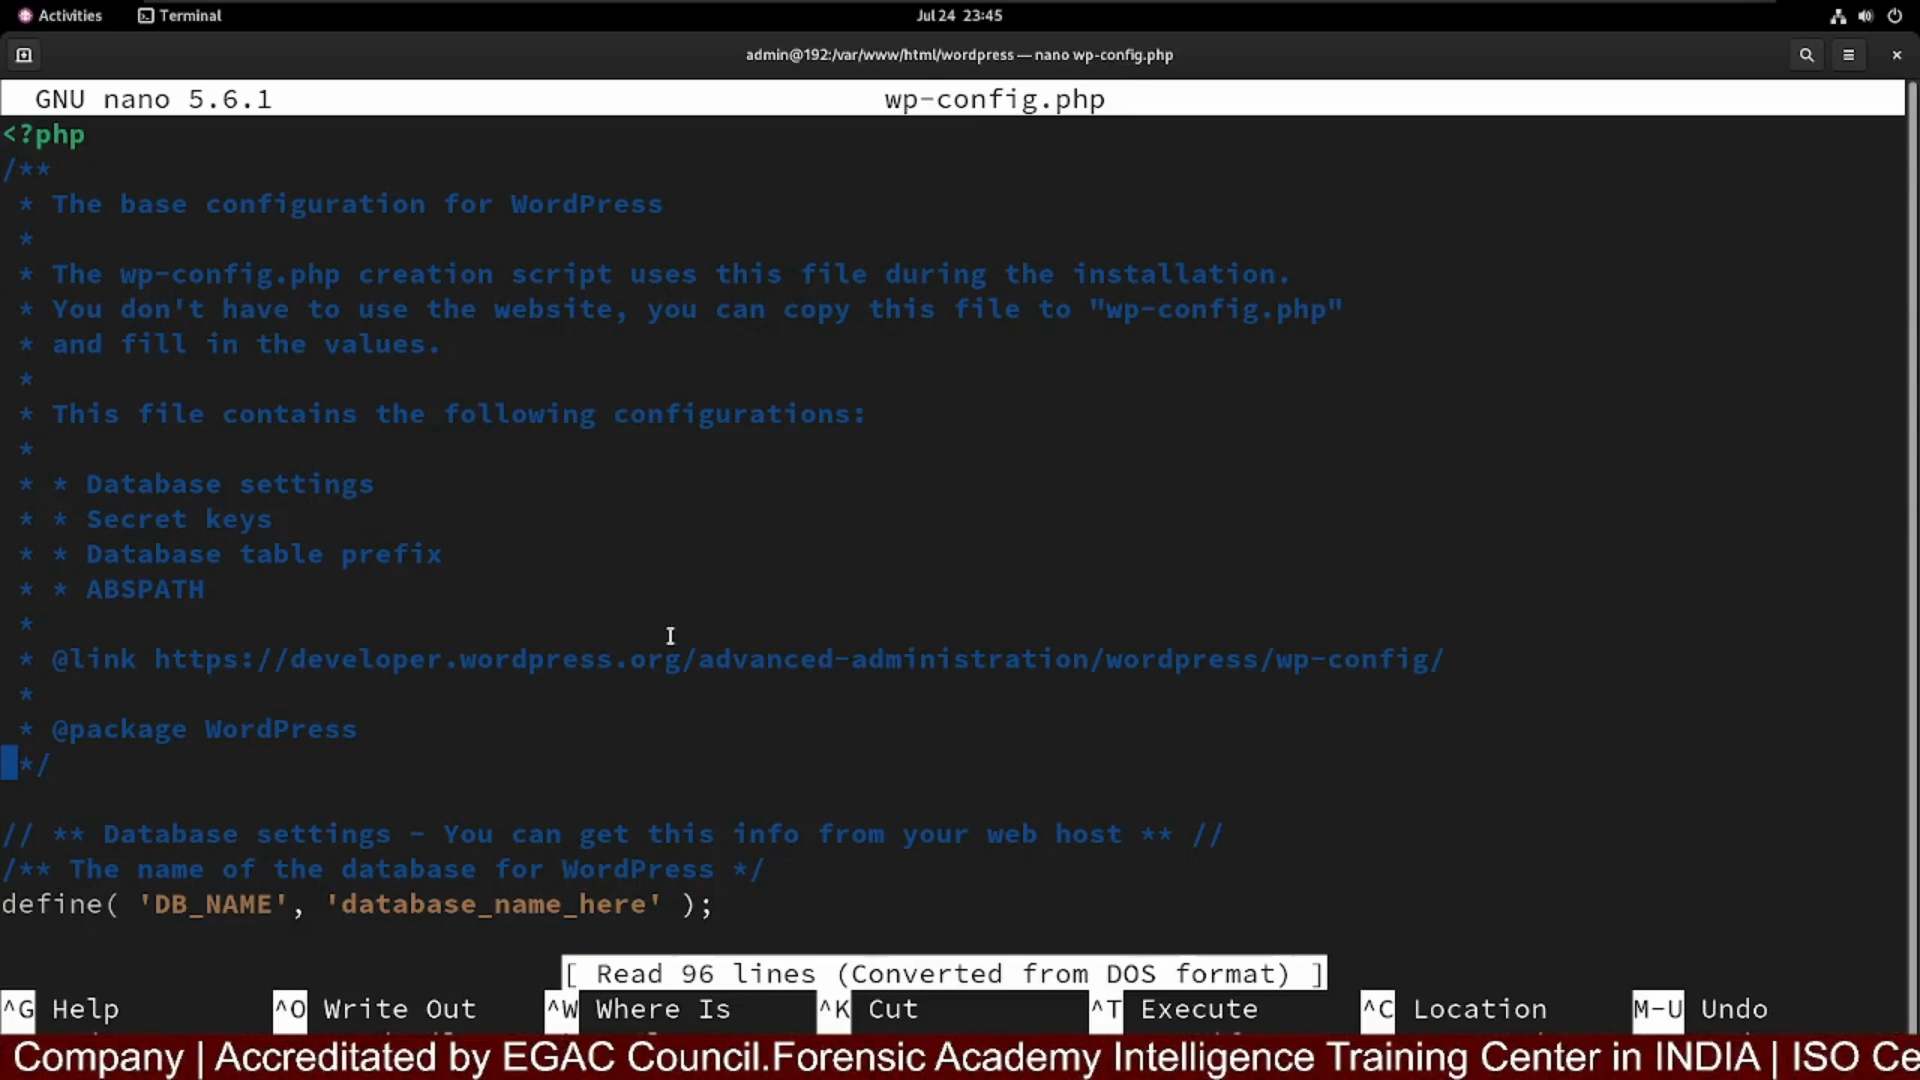 Activities Terminal Jul 24 23:45
admin@192:/var/www/html/wordpress — nano wp-config.php
GNU nano 5.6.1 wp-config.php
<?php
/**
 * The base configuration for WordPress
 *
 * The wp-config.php creation script uses this file during the installation.
 * You don't have to use the website, you can copy this file to "wp-config.php"
 * and fill in the values.
 *
 * This file contains the following configurations:
 *
 * * Database settings
 * * Secret keys
 * * Database table prefix
 * * ABSPATH
 *
 * @link https://developer.wordpress.org/advanced-administration/wordpress/wp-config/
 *
 * @package WordPress
 */
// ** Database settings - You can get this info from your web host ** //
/** The name of the database for WordPress */
define( 'DB_NAME', 'database_name_here' );
[ Read 96 lines (Converted from DOS format) ]
^G Help ^O Write Out ^W Where Is ^K Cut ^T Execute ^C Location M-U Undo
Company | Accredited by EGAC Council.Forensic Academy Intelligence Training Center in INDIA | ISO Ce